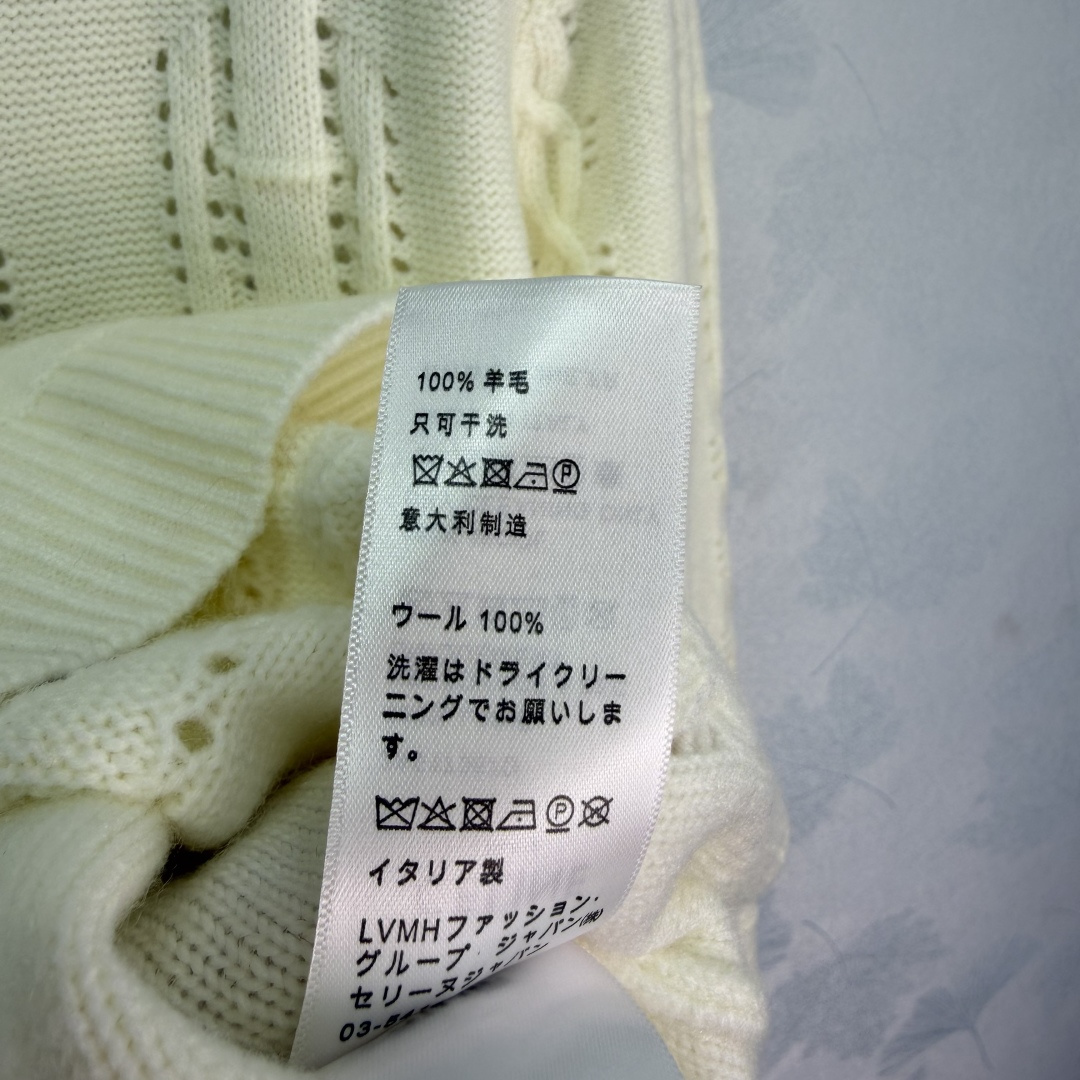 100% 羊毛
只可干洗
意大利制造
ウール 100%
洗濯はドライクリー
ニングでお願いしま
す。
イタリア製
LVMHファッション・
グループ・ジャパン(株)
セリーヌジャパン